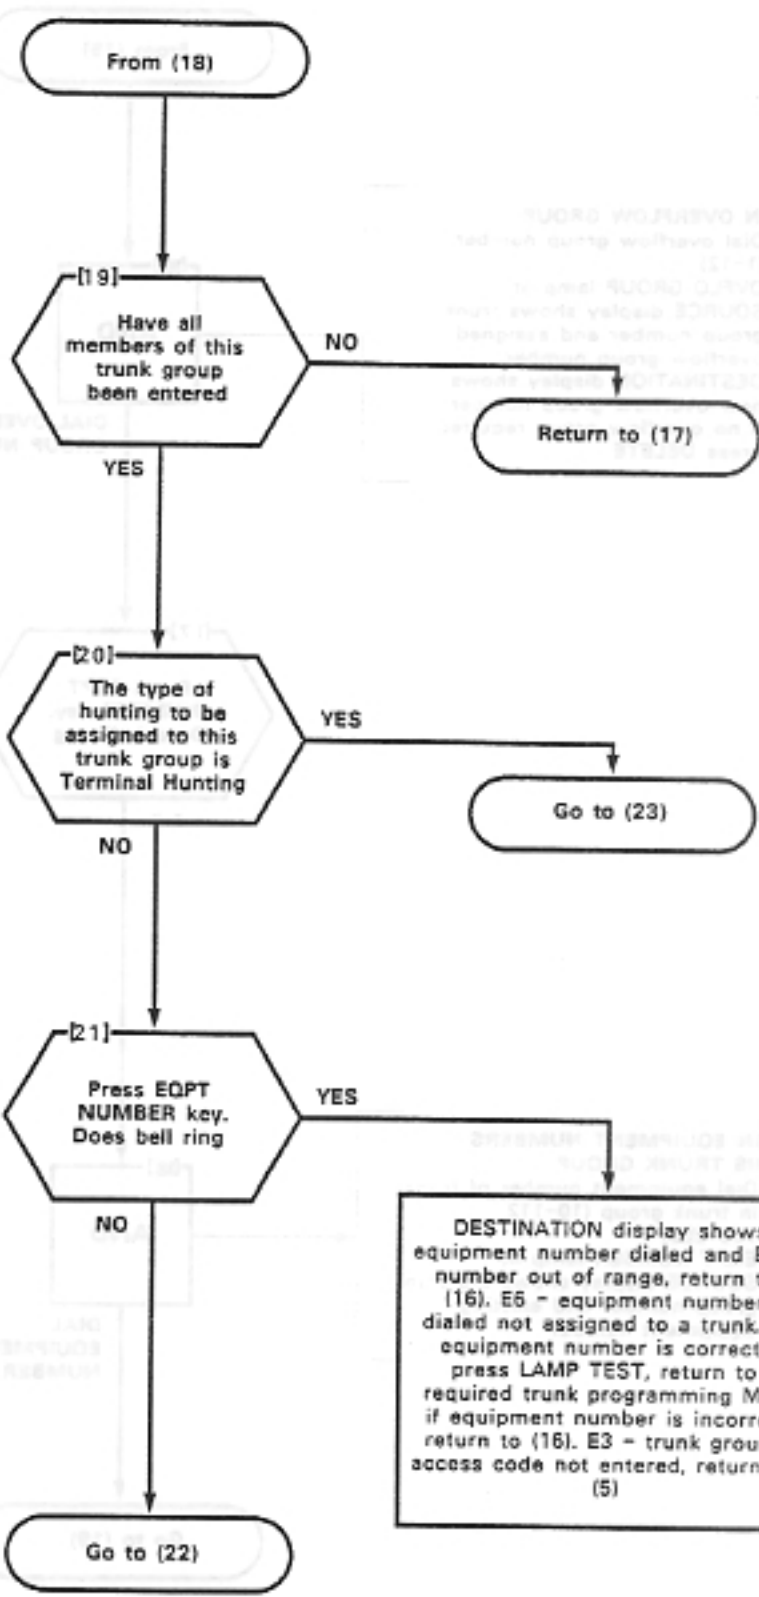 From (18)
[19]
Have all
members of this
trunk group
been entered
NO
Return to (17)
YES
[20]
The type of
hunting to be
assigned to this
trunk group is
Terminal Hunting
YES
Go to (23)
NO
[21]
Press EQPT
NUMBER key.
Does bell ring
YES
DESTINATION display shows
equipment number dialed and
number out of range, return
(16). E6 - equipment number
dialed not assigned to a trunk.
equipment number is correct
press LAMP TEST, return to
required trunk programming
if equipment number is
return to (16). E3 - trunk
access code not entered, return
(5)
NO
Go to (22)